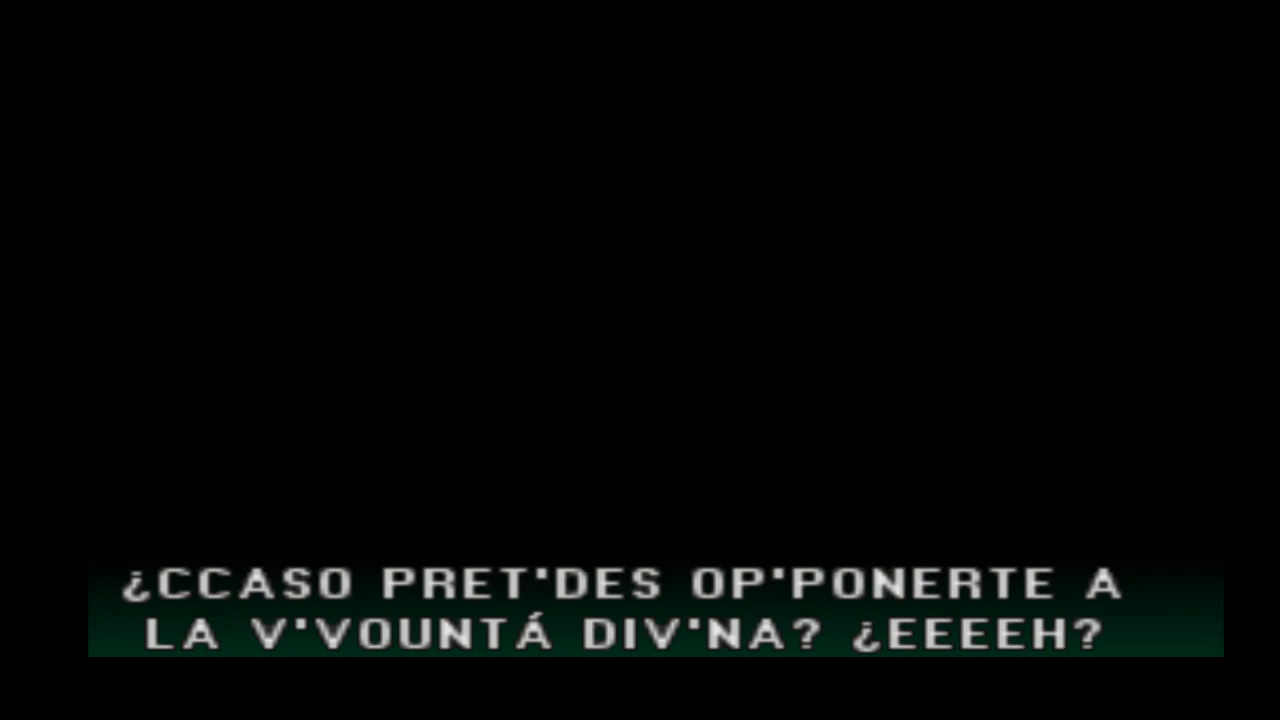 ¿CCASO PRET'DES OP'PONERTE A
LA V'VOUNTÁ DIV'NA? ¿EEEEH?